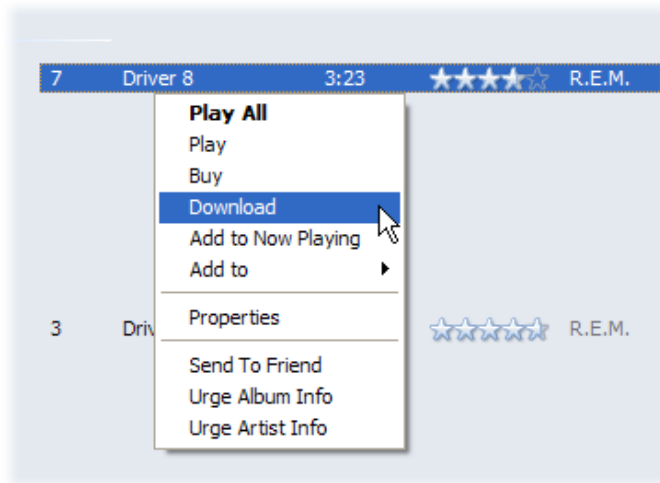 7 Driver 8 3:23 R.E.M.
Play All
Play
Buy
Download
Add to Now Playing
Add to
Properties
3 Driv R.E.M.
Send To Friend
Urge Album Info
Urge Artist Info